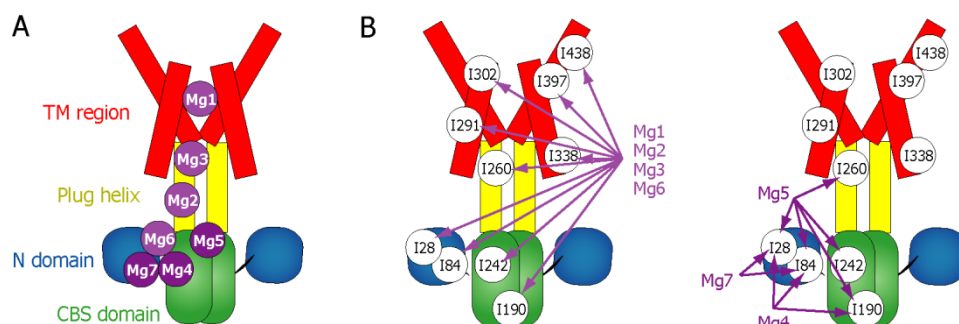 A
TM region
Plug helix
N domain
CBS domain
Mg1
Mg3
Mg2
Mg6
Mg5
Mg7
Mg4
B
I438
I302
I397
I291
I338
I260
I28
I84
I242
I190
Mg1
Mg2
Mg3
Mg6
I438
I302
I397
I291
I338
I260
Mg5
I28
I84
I242
Mg7
I190
Mg4